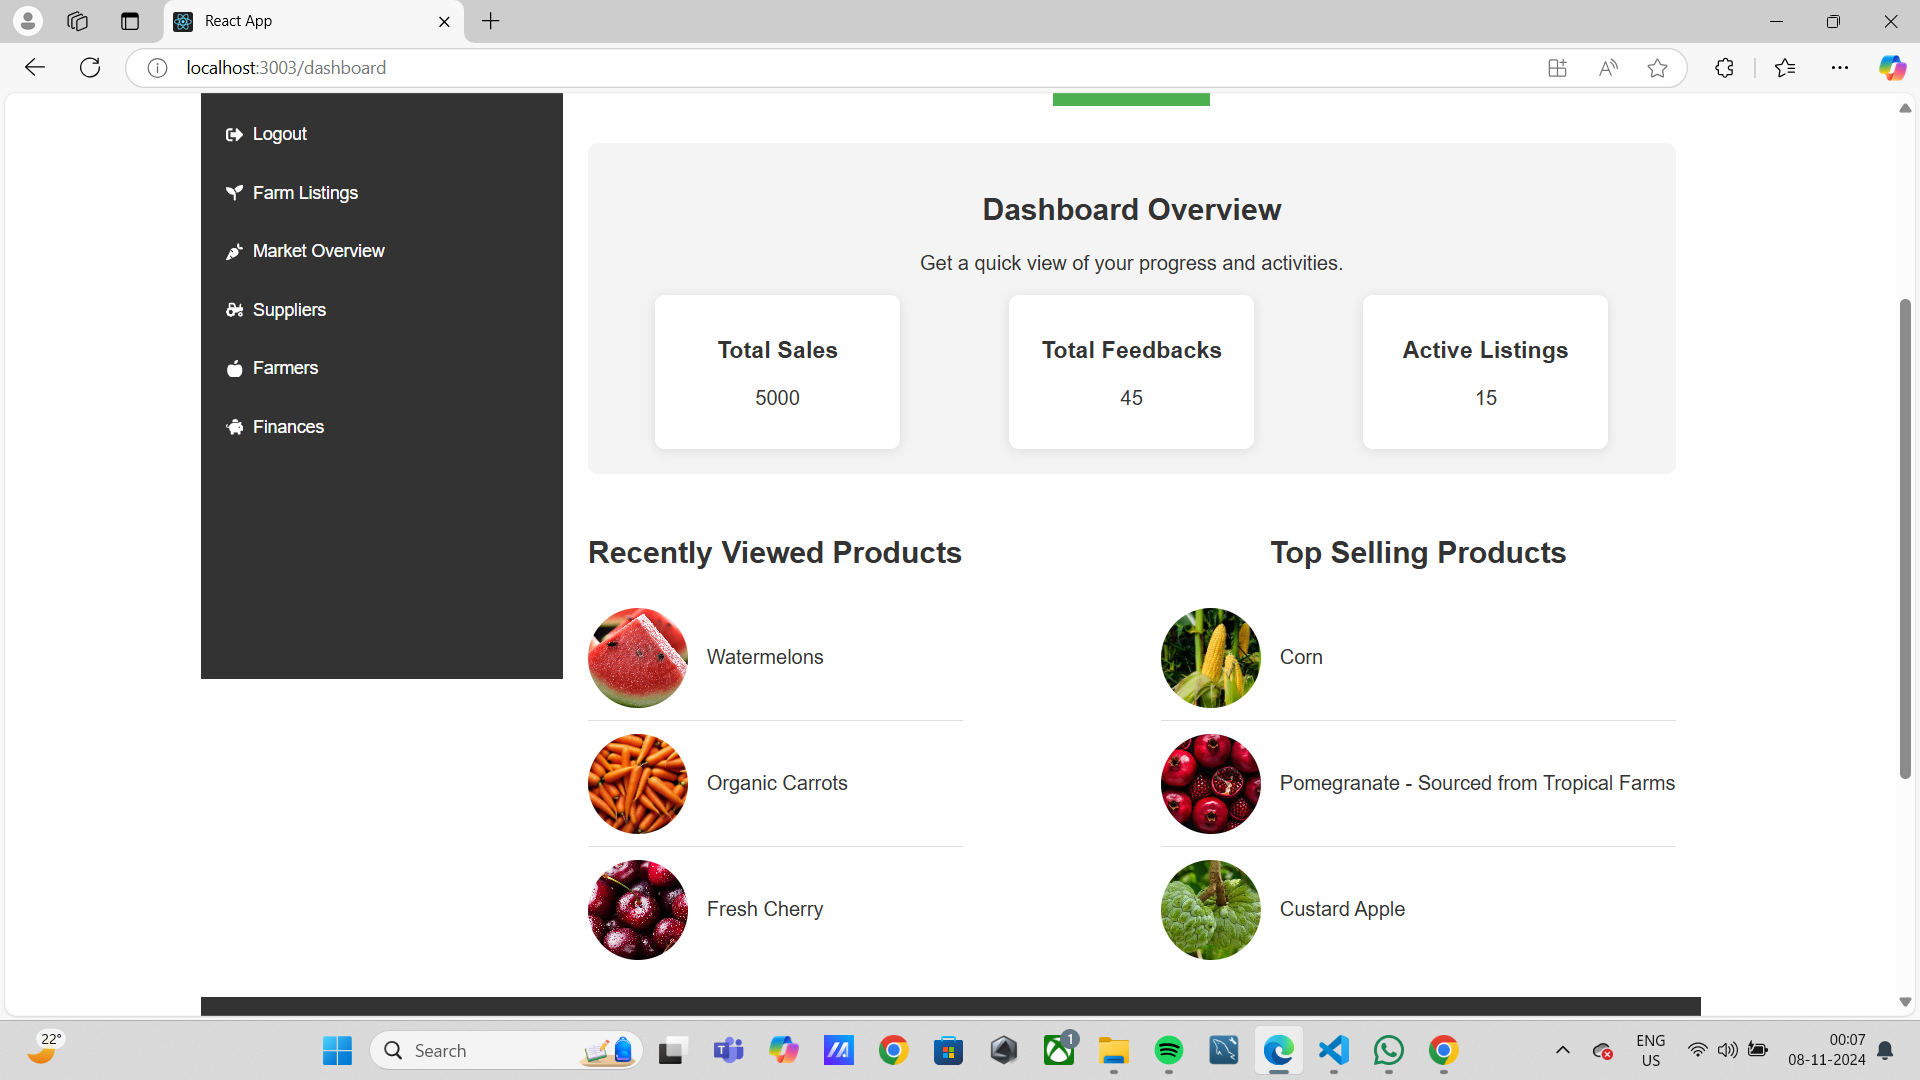 React App
localhost:3003/dashboard
Logout
Farm Listings
Market Overview
Suppliers
Farmers
Finances
Dashboard Overview
Get a quick view of your progress and activities.
Total Sales
5000
Total Feedbacks
45
Active Listings
15
Recently Viewed Products
Watermelons
Organic Carrots
Fresh Cherry
Top Selling Products
Corn
Pomegranate - Sourced from Tropical Farms
Custard Apple
22°
Search
1
ENG
US
00:07
08-11-2024